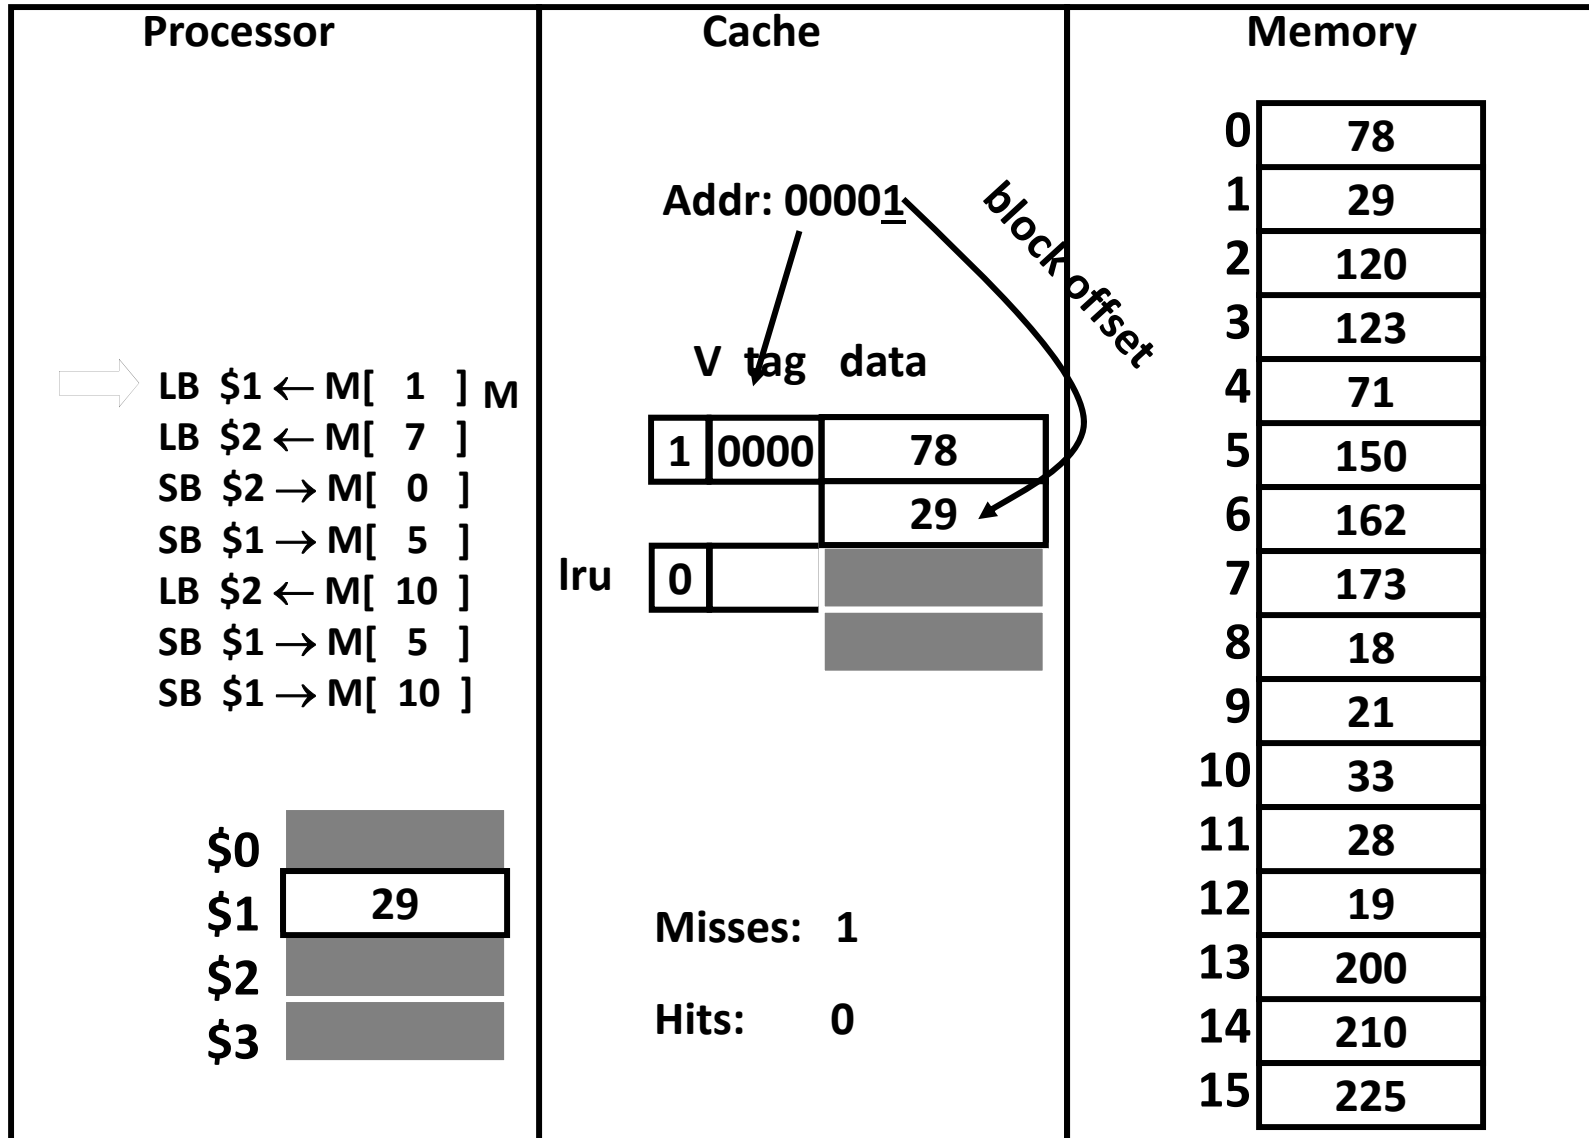 Processor
LB $1 ← M[ 1 ] M
LB $2 ← M[ 7 ]
SB $2 → M[ 0 ]
SB $1 → M[ 5 ]
LB $2 ← M[ 10 ]
SB $1 → M[ 5 ]
SB $1 → M[ 10 ]
$0
$1 29
$2
$3
Cache
Addr: 00001
block offset
V tag data
1 0000 78
29
lru 0
Misses: 1
Hits: 0
Memory
0 78
1 29
2 120
3 123
4 71
5 150
6 162
7 173
8 18
9 21
10 33
11 28
12 19
13 200
14 210
15 225